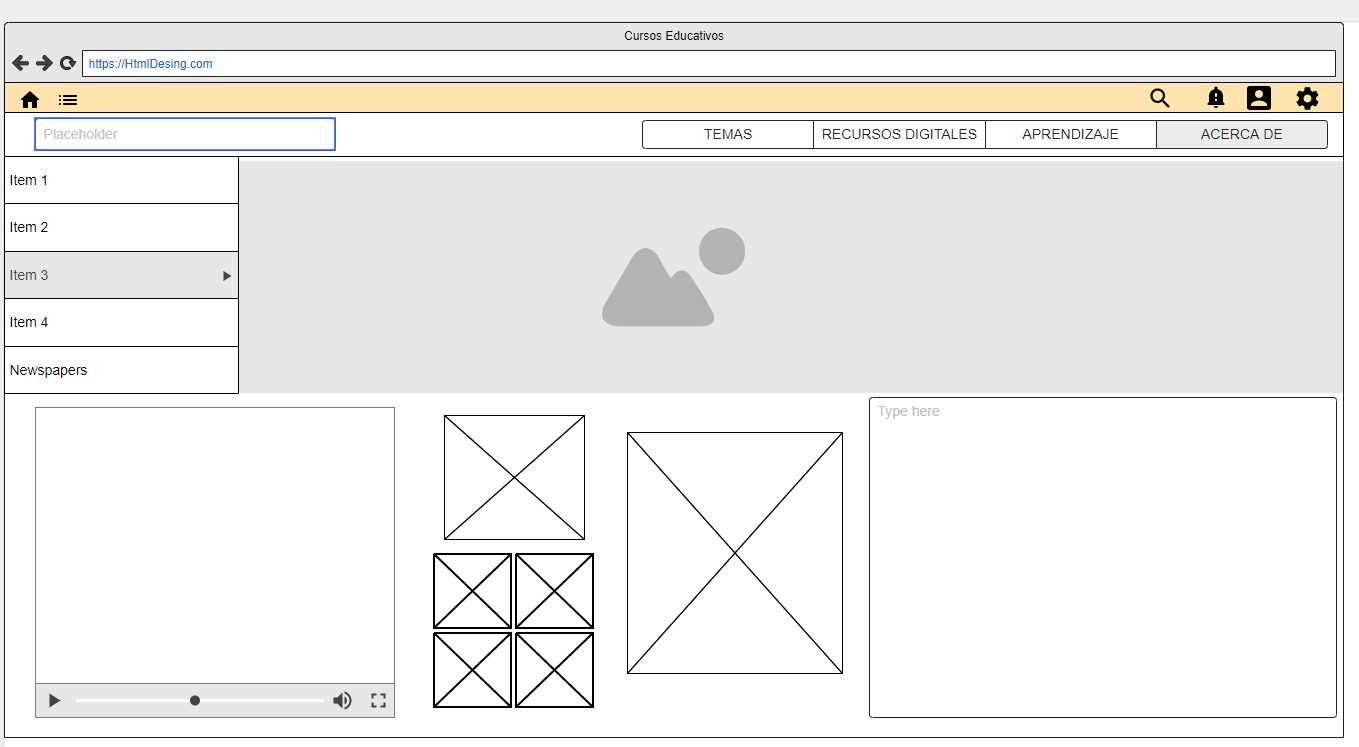 Cursos Educativos
https://HtmlDesing.com
Placeholder
TEMAS
RECURSOS DIGITALES
APRENDIZAJE
ACERCA DE
Item 1
Item 2
Item 3
Item 4
Newspapers
Type here